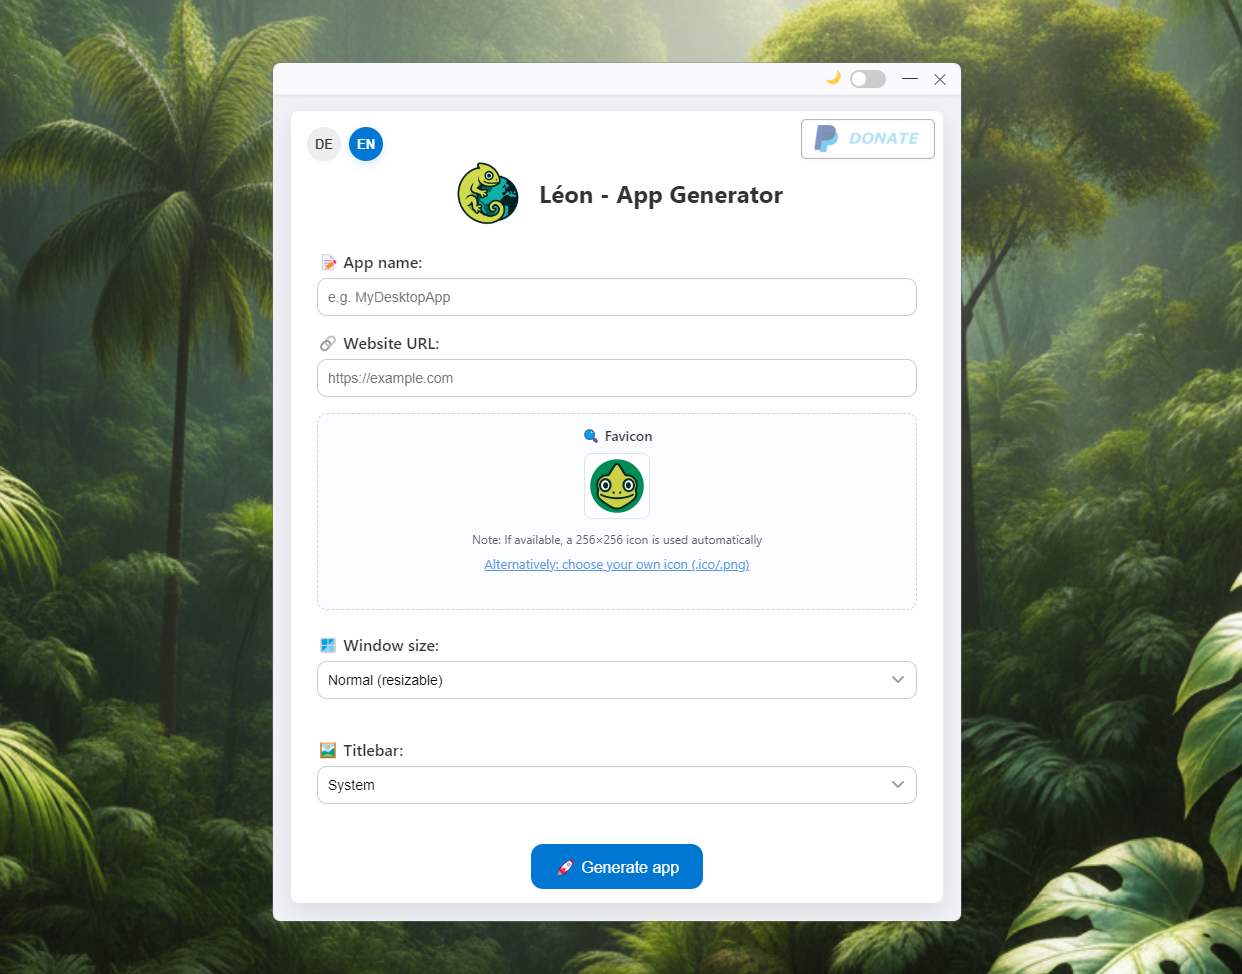 DE
EN
DONATE
Léon - App Generator
App name:
e.g. MyDesktopApp
Website URL:
https://example.com
Favicon
Note: If available, a 256×256 icon is used automatically
Alternatively: choose your own icon (.ico/.png)
Window size:
Normal (resizable)
Titlebar:
System
Generate app